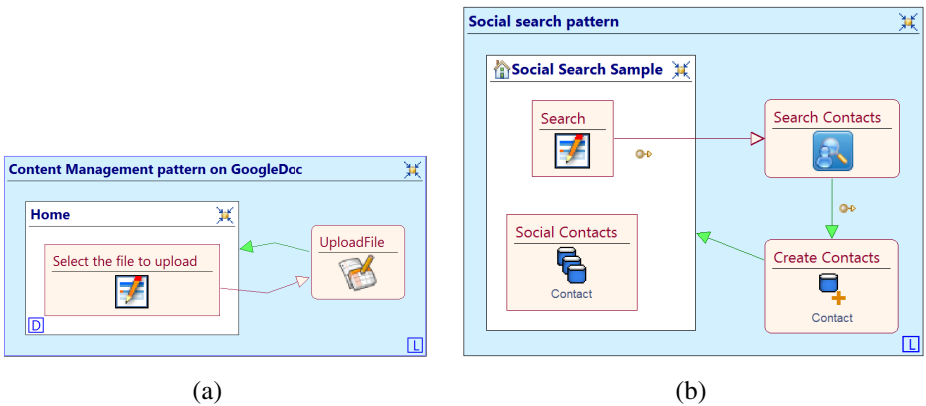 Content Management pattern on GoogleDoc
Home
Select the file to upload
UploadFile
D
L
(a)
Social search pattern
Social Search Sample
Search
Search Contacts
Social Contacts
Contact
Create Contacts
Contact
L
(b)